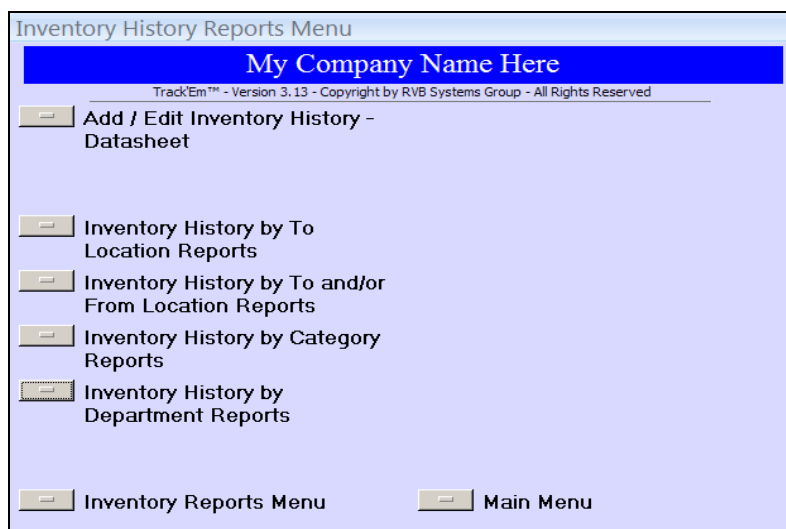 Inventory History Reports Menu
My Company Name Here
Track'Em™ - Version 3.13 - Copyright by RVB Systems Group - All Rights Reserved
Add / Edit Inventory History -
Datasheet
Inventory History by To
Location Reports
Inventory History by To and/or
From Location Reports
Inventory History by Category
Reports
Inventory History by
Department Reports
Inventory Reports Menu
Main Menu